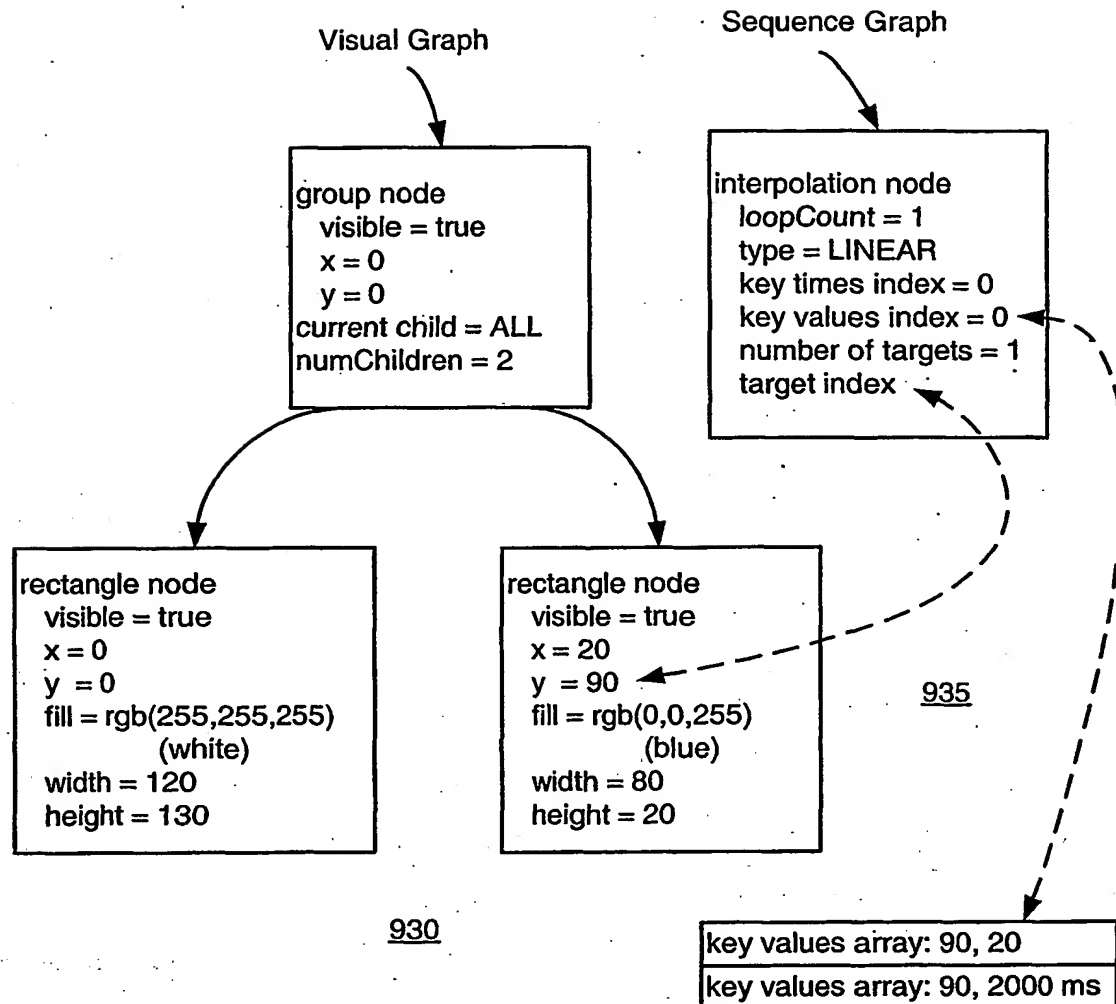 Visual Graph
Sequence Graph
group node
visible = true
x = 0
y = 0
current child = ALL
numChildren = 2
interpolation node
loopCount = 1
type = LINEAR
key times index = 0
key values index = 0
number of targets = 1
target index
rectangle node
visible = true
x = 0
y = 0
fill = rgb(255,255,255)
(white)
width = 120
height = 130
rectangle node
visible = true
x = 20
y = 90
fill = rgb(0,0,255)
(blue)
width = 80
height = 20
935
930
key values array: 90, 20
key values array: 90, 2000 ms